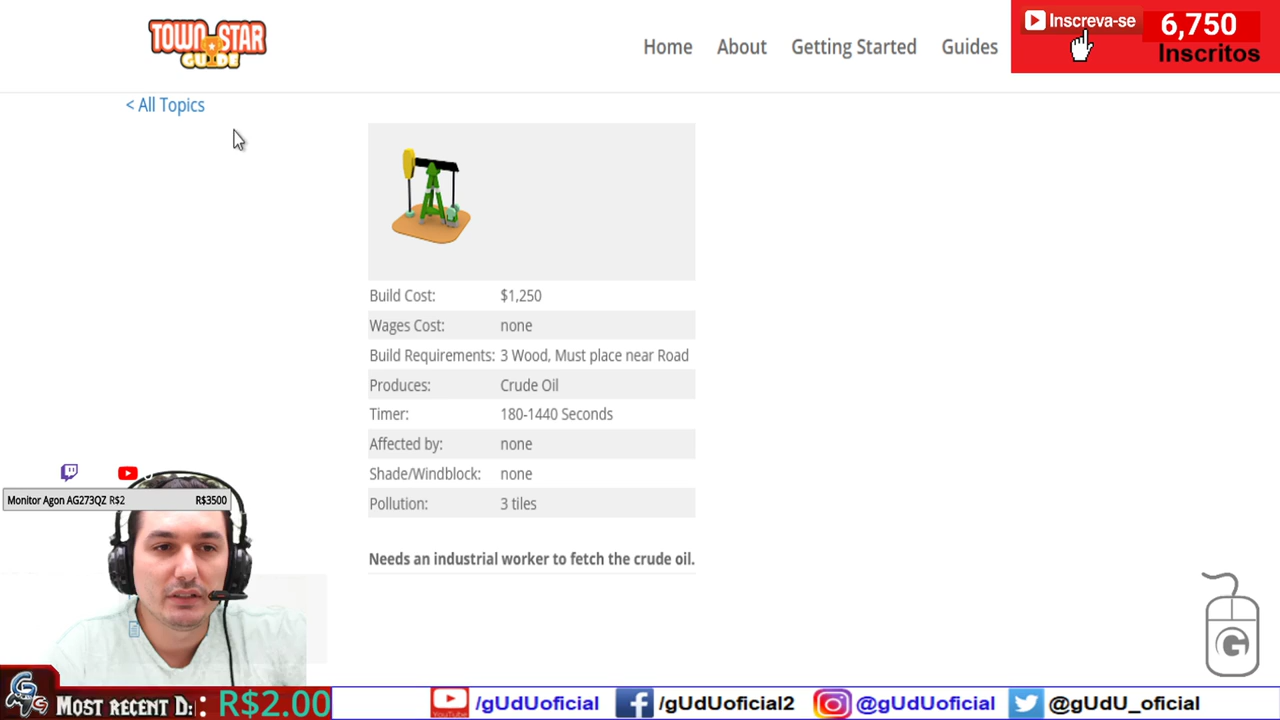 TOWN STAR
GUIDE
Home About Getting Started Guides
Inscreva-se
6,750
Inscritos
< All Topics
Build Cost: $1,250
Wages Cost: none
Build Requirements: 3 Wood, Must place near Road
Produces: Crude Oil
Timer: 180-1440 Seconds
Affected by: none
Shade/Windblock: none
Pollution: 3 tiles
Needs an industrial worker to fetch the crude oil.
Monitor Agon AG273QZ R$2 R$3500
G
Most recent D.: R$2.00
YouTube
/gUdUoficial
/gUdUoficial2
@gUdUoficial
@gUdU_oficial